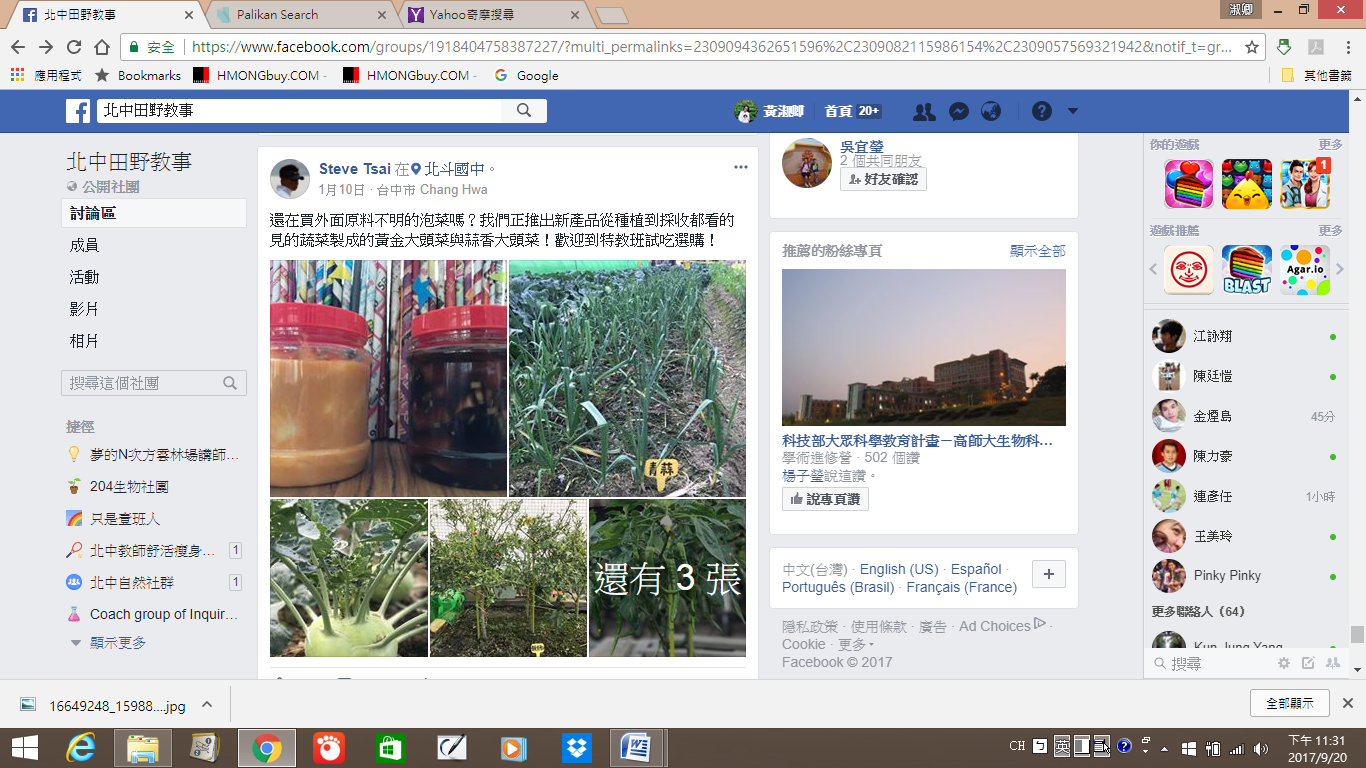 北中田野教事
Palikan Search
Yahoo奇摩搜尋
淑卿
安全
https://www.facebook.com/groups/1918404758387227/?multi_permalinks=2309094362651596%2C2309082115986154%2C2309057569321942&notif_t=gr...
應用程式
Bookmarks
HMONGbuy.COM -
HMONGbuy.COM -
Google
其他書籤
北中田野教事
黃淑卿
首頁 20+
北中田野教事
公開社團
討論區
成員
活動
影片
相片
搜尋這個社團
捷徑
夢的N次方雲林場講師...
204生物社團
只是壹班人
北中教師舒活瘦身... 1
北中自然社群 1
Coach group of Inquir...
顯示更多
Steve Tsai 在 北斗國中。
1月10日 · 台中市 Chang Hwa
還在買外面原料不明的泡菜嗎？我們正推出新產品從種植到採收都看的
見的蔬菜製成的黃金大頭菜與蒜香大頭菜！歡迎到特教班試吃選購！
青蒜
還有 3 張
吳宜瑩
2 個共同朋友
好友確認
推薦的粉絲專頁
顯示全部
科技部大眾科學教育計畫－高師大生物科...
學術進修營 · 502 個讚
楊子瑩說這讚。
說專頁讚
中文(台灣) · English (US) · Español ·
Português (Brasil) · Français (France)
隱私政策 · 使用條款 · 廣告 · Ad Choices ·
Cookie · 更多
Facebook © 2017
你的遊戲
更多
1
遊戲推薦
更多
BLAST
Agar.io
江詠翔
陳廷愷
金煙島 45分
陳力豪
連彥任 1小時
王美玲
Pinky Pinky
更多聯絡人（64）
Kun Jung Yang
搜尋
16649248_15988....jpg
全部顯示
CH
英
下午 11:31
2017/9/20